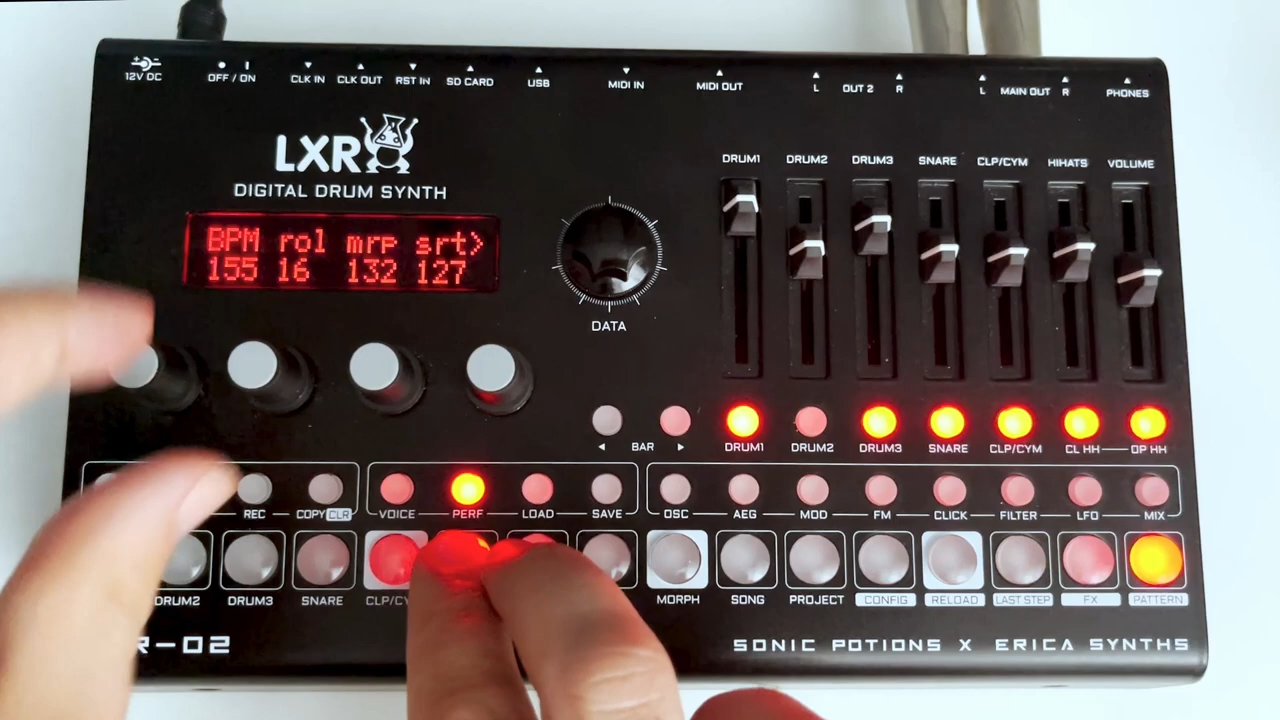 12V DC OFF / ON CLK IN CLK OUT RST IN SD CARD USB MIDI IN MIDI OUT L OUT 2 R L MAIN OUT R PHONES
LXR
DIGITAL DRUM SYNTH
DRUM1 DRUM2 DRUM3 SNARE CLP/CYM HIHATS VOLUME
BPM rol mrp srt>
155 16 132 127
DATA
BAR DRUM1 DRUM2 DRUM3 SNARE CLP/CYM CL HH OP HH
REC COPY CLR VOICE PERF LOAD SAVE OSC AEG MOD FM CLICK FILTER LFO MIX
DRUM2 DRUM3 SNARE CLP/CY MORPH SONG PROJECT CONFIG RELOAD LAST STEP FX PATTERN
R-02 SONIC POTIONS X ERICA SYNTHS